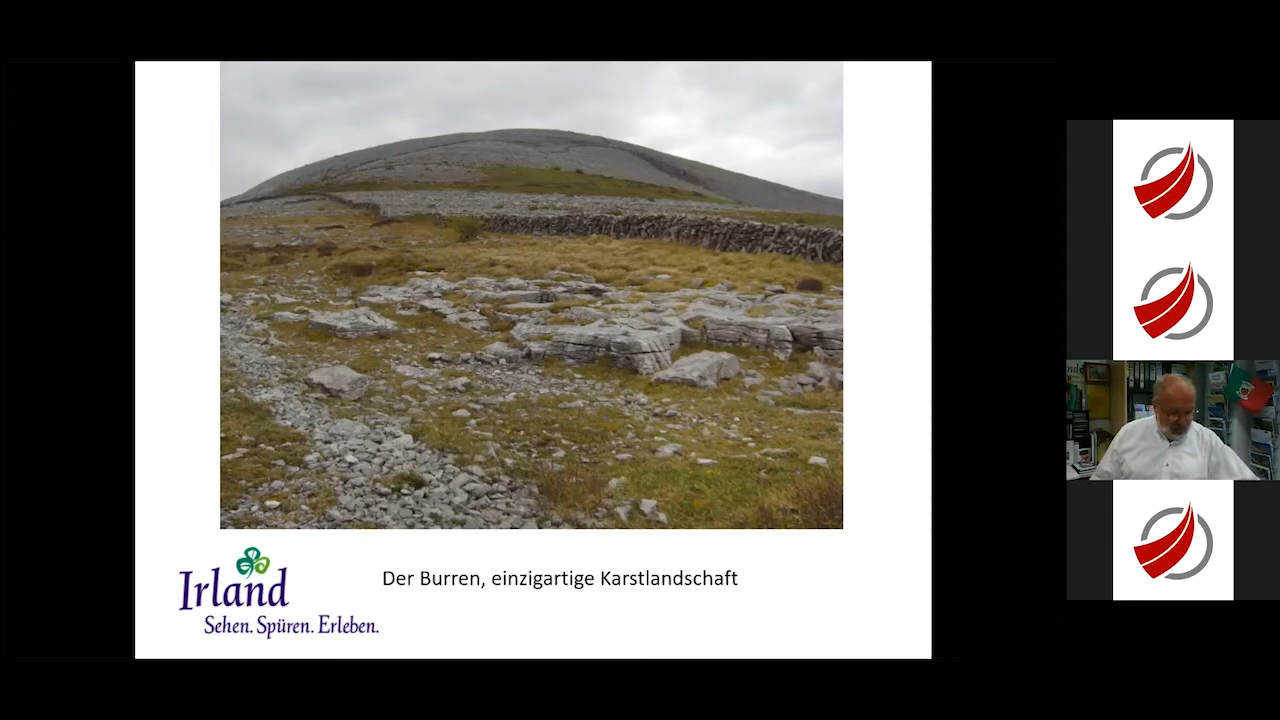 Der Burren, einzigartige Karstlandschaft
Irland
Sehen. Spüren. Erleben.